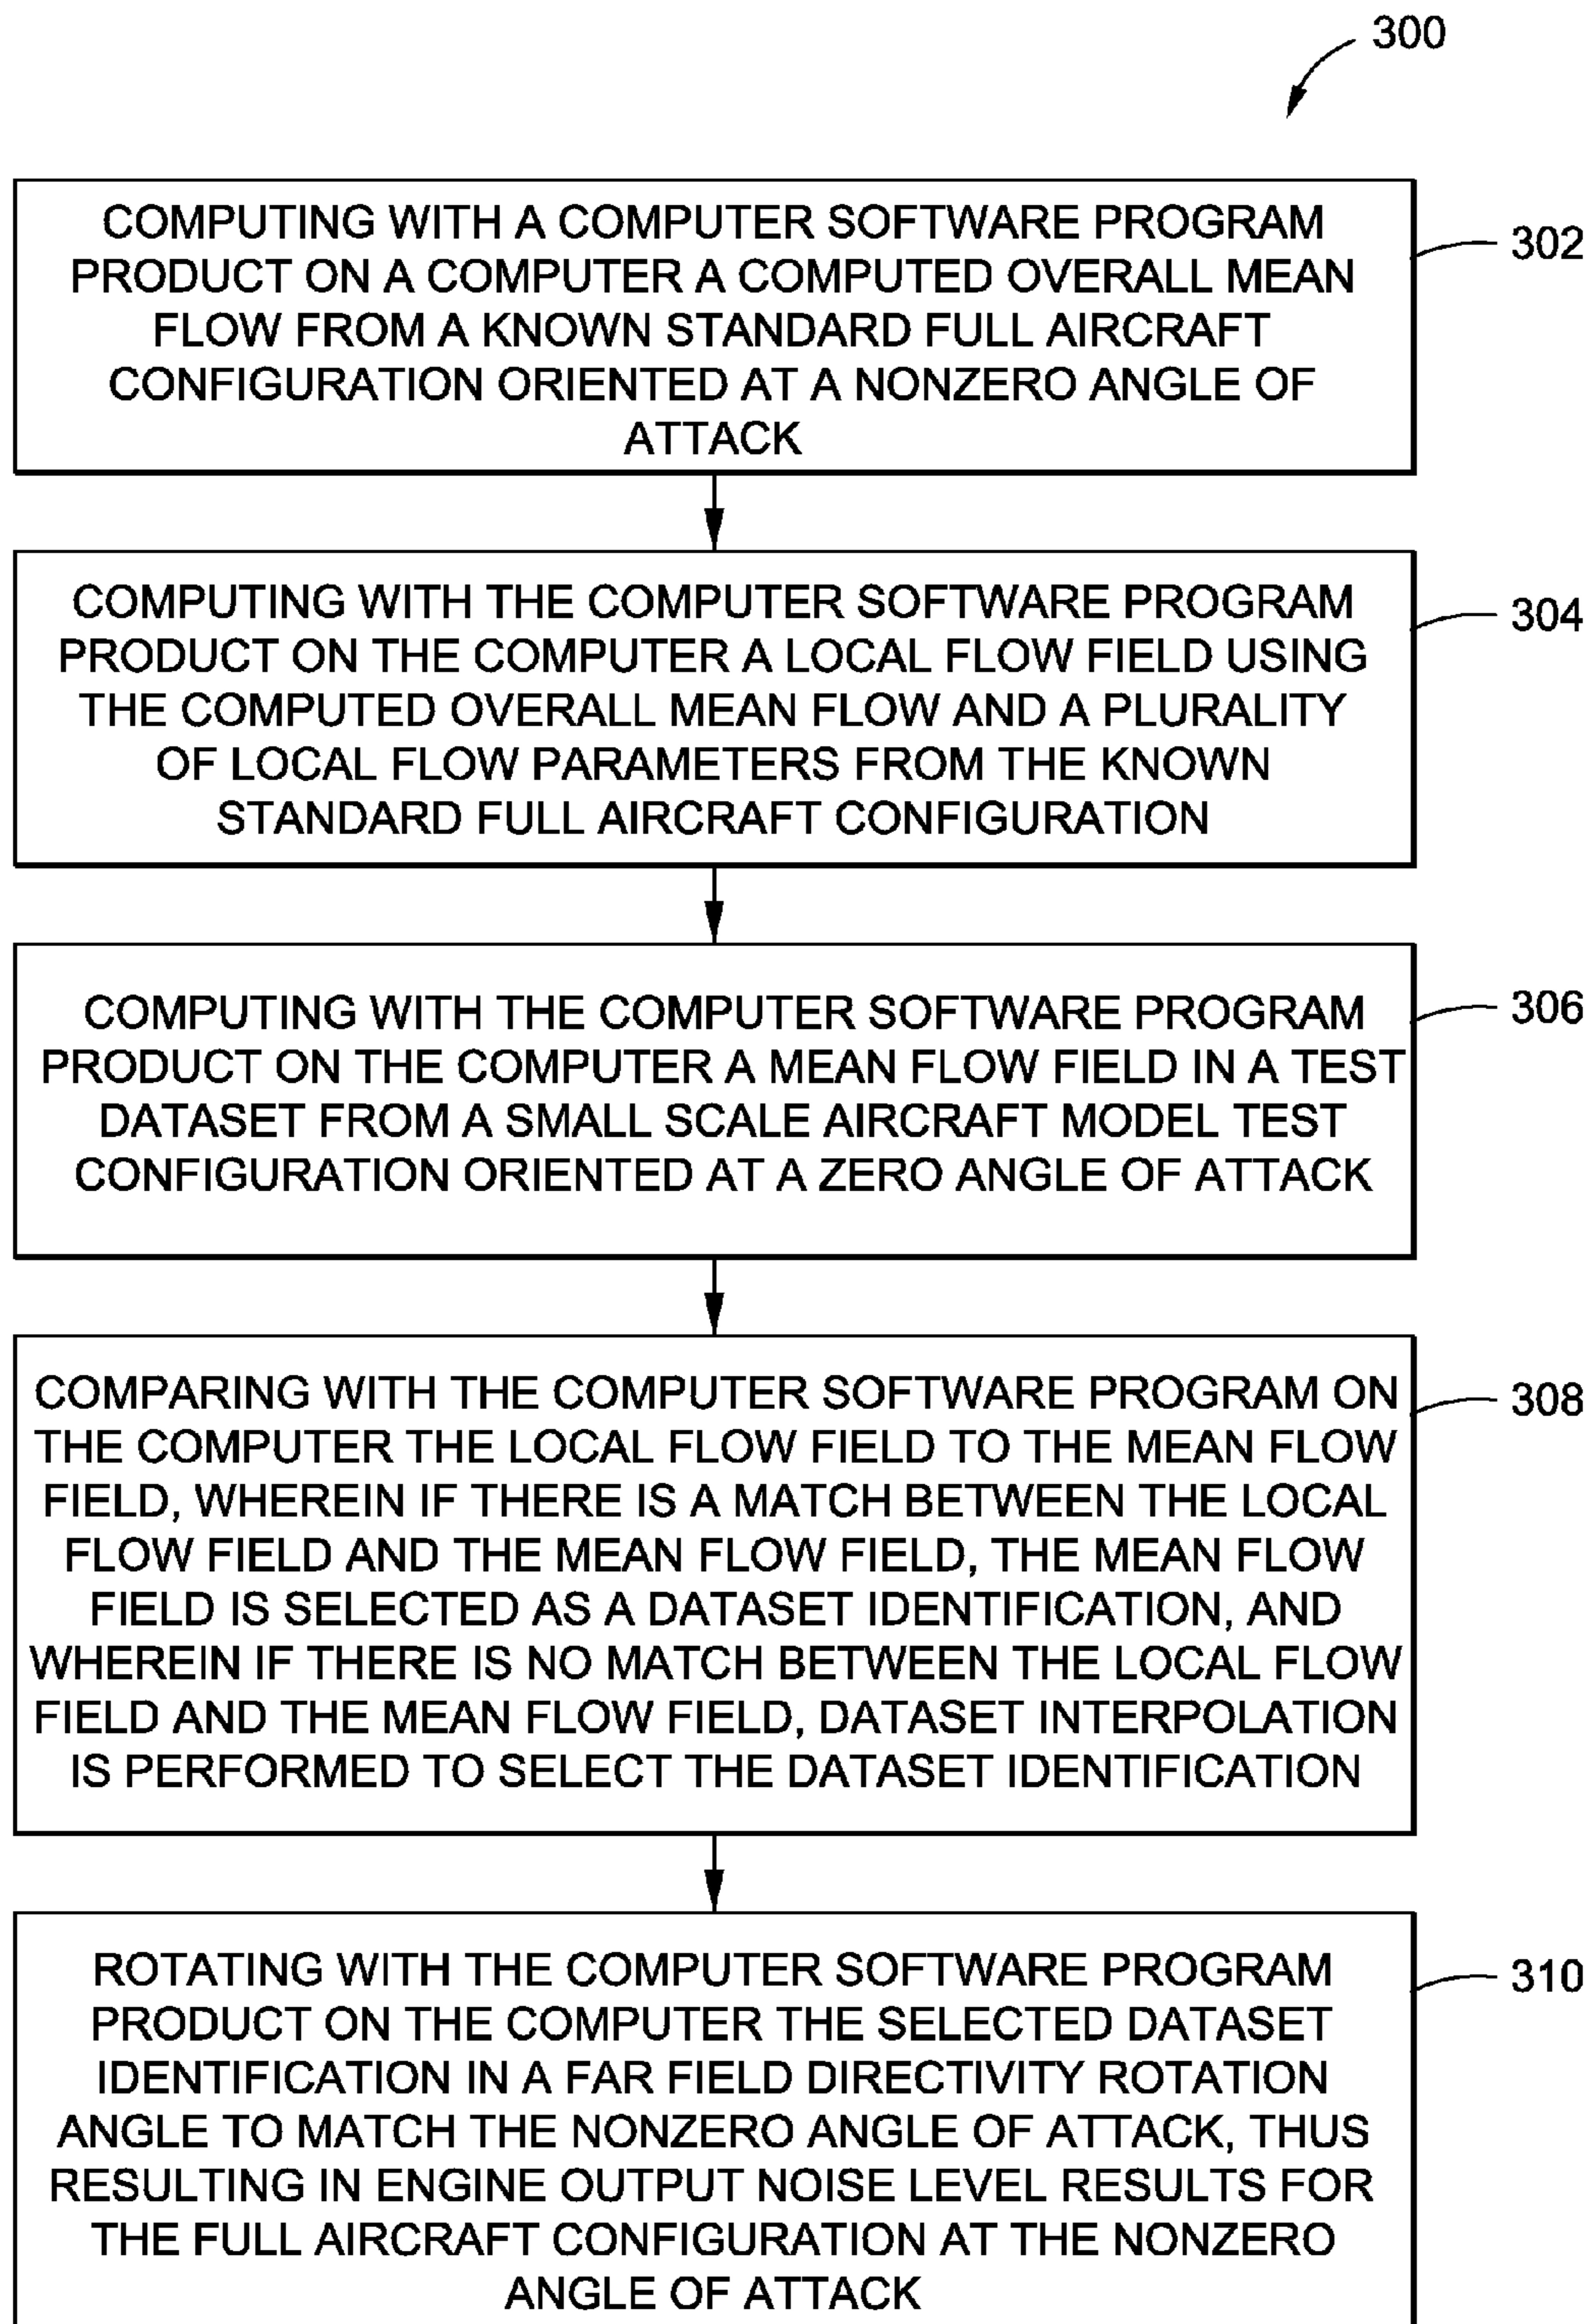 300
COMPUTING WITH A COMPUTER SOFTWARE PROGRAM
PRODUCT ON A COMPUTER A COMPUTED OVERALL MEAN
FLOW FROM A KNOWN STANDARD FULL AIRCRAFT
CONFIGURATION ORIENTED AT A NONZERO ANGLE OF
ATTACK
302
COMPUTING WITH THE COMPUTER SOFTWARE PROGRAM
PRODUCT ON THE COMPUTER A LOCAL FLOW FIELD USING
THE COMPUTED OVERALL MEAN FLOW AND A PLURALITY
OF LOCAL FLOW PARAMETERS FROM THE KNOWN
STANDARD FULL AIRCRAFT CONFIGURATION
304
COMPUTING WITH THE COMPUTER SOFTWARE PROGRAM
PRODUCT ON THE COMPUTER A MEAN FLOW FIELD IN A TEST
DATASET FROM A SMALL SCALE AIRCRAFT MODEL TEST
CONFIGURATION ORIENTED AT A ZERO ANGLE OF ATTACK
306
COMPARING WITH THE COMPUTER SOFTWARE PROGRAM ON
THE COMPUTER THE LOCAL FLOW FIELD TO THE MEAN FLOW
FIELD, WHEREIN IF THERE IS A MATCH BETWEEN THE LOCAL
FLOW FIELD AND THE MEAN FLOW FIELD, THE MEAN FLOW
FIELD IS SELECTED AS A DATASET IDENTIFICATION, AND
WHEREIN IF THERE IS NO MATCH BETWEEN THE LOCAL FLOW
FIELD AND THE MEAN FLOW FIELD, DATASET INTERPOLATION
IS PERFORMED TO SELECT THE DATASET IDENTIFICATION
308
ROTATING WITH THE COMPUTER SOFTWARE PROGRAM
PRODUCT ON THE COMPUTER THE SELECTED DATASET
IDENTIFICATION IN A FAR FIELD DIRECTIVITY ROTATION
ANGLE TO MATCH THE NONZERO ANGLE OF ATTACK, THUS
RESULTING IN ENGINE OUTPUT NOISE LEVEL RESULTS FOR
THE FULL AIRCRAFT CONFIGURATION AT THE NONZERO
ANGLE OF ATTACK
310